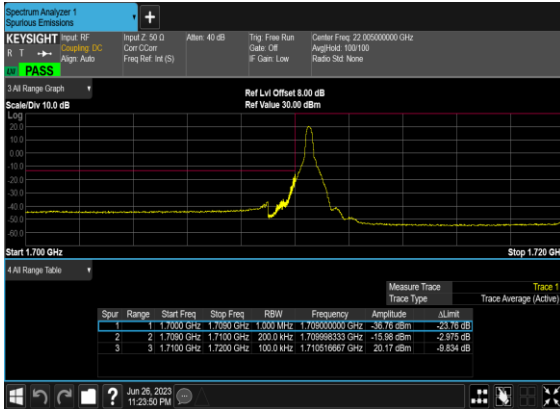 Spectrum Analyzer 1
Spurious Emissions
KEYSIGHT
R T
Input: RF
Coupling: DC
Align: Auto
Input Z: 50 Ω
Corr CCorr
Freq Ref: Int (S)
Atten: 40 dB
Trig: Free Run
Gate: Off
IF Gain: Low
Center Freq: 22.005000000 GHz
Avg|Hold: 100/100
Radio Std: None
PASS
3 All Range Graph
Scale/Div 10.0 dB
Ref Lvl Offset 8.00 dB
Ref Value 30.00 dBm
Log
20.0
10.0
0.00
-10.0
-20.0
-30.0
-40.0
-50.0
-60.0
Start 1.700 GHz
Stop 1.720 GH
4 All Range Table
Measure Trace Trace 1
Trace Type Trace Average (Active)
Spur Range Start Freq Stop Freq RBW Frequency Amplitude ΔLimit
1 1 1.7000 GHz 1.7090 GHz 1.000 MHz 1.709000000 GHz -36.76 dBm -23.76 dB
2 2 1.7090 GHz 1.7100 GHz 200.0 kHz 1.709998333 GHz -15.98 dBm -2.975 dB
3 3 1.7100 GHz 1.7200 GHz 100.0 kHz 1.710516667 GHz 20.17 dBm -9.834 dB
Jun 26, 2023
11:23:50 PM